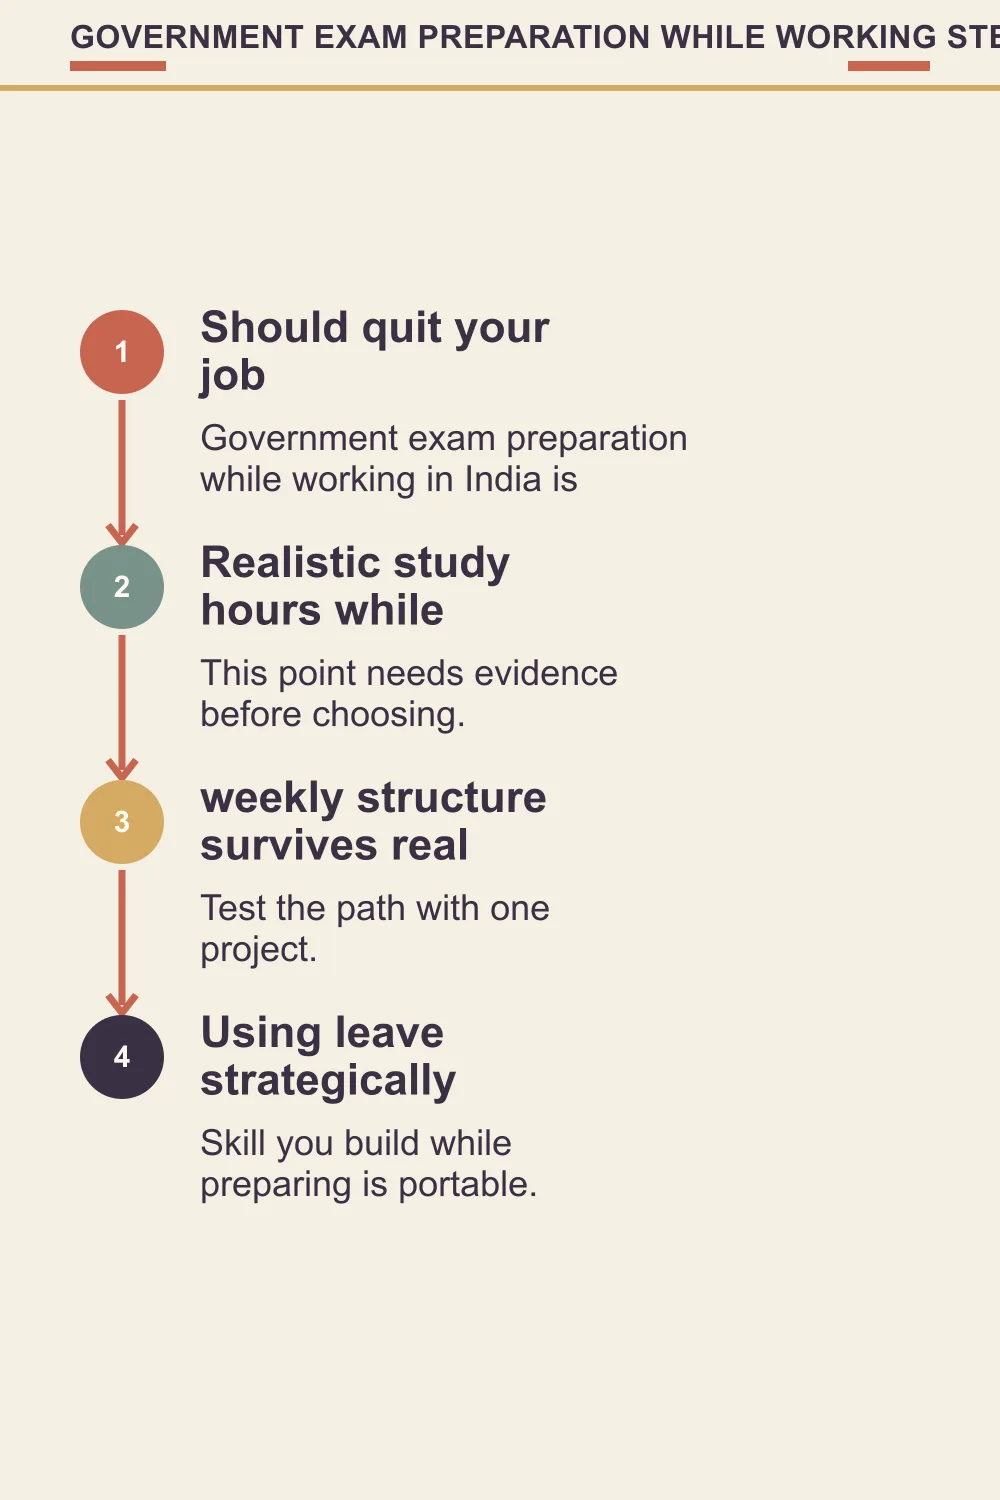 GOVERNMENT EXAM PREPARATION WHILE WORKING STE
1
Should quit your
job
Government exam preparation
while working in India is
2
Realistic study
hours while
This point needs evidence
before choosing.
3
weekly structure
survives real
Test the path with one
project.
4
Using leave
strategically
Skill you build while
preparing is portable.